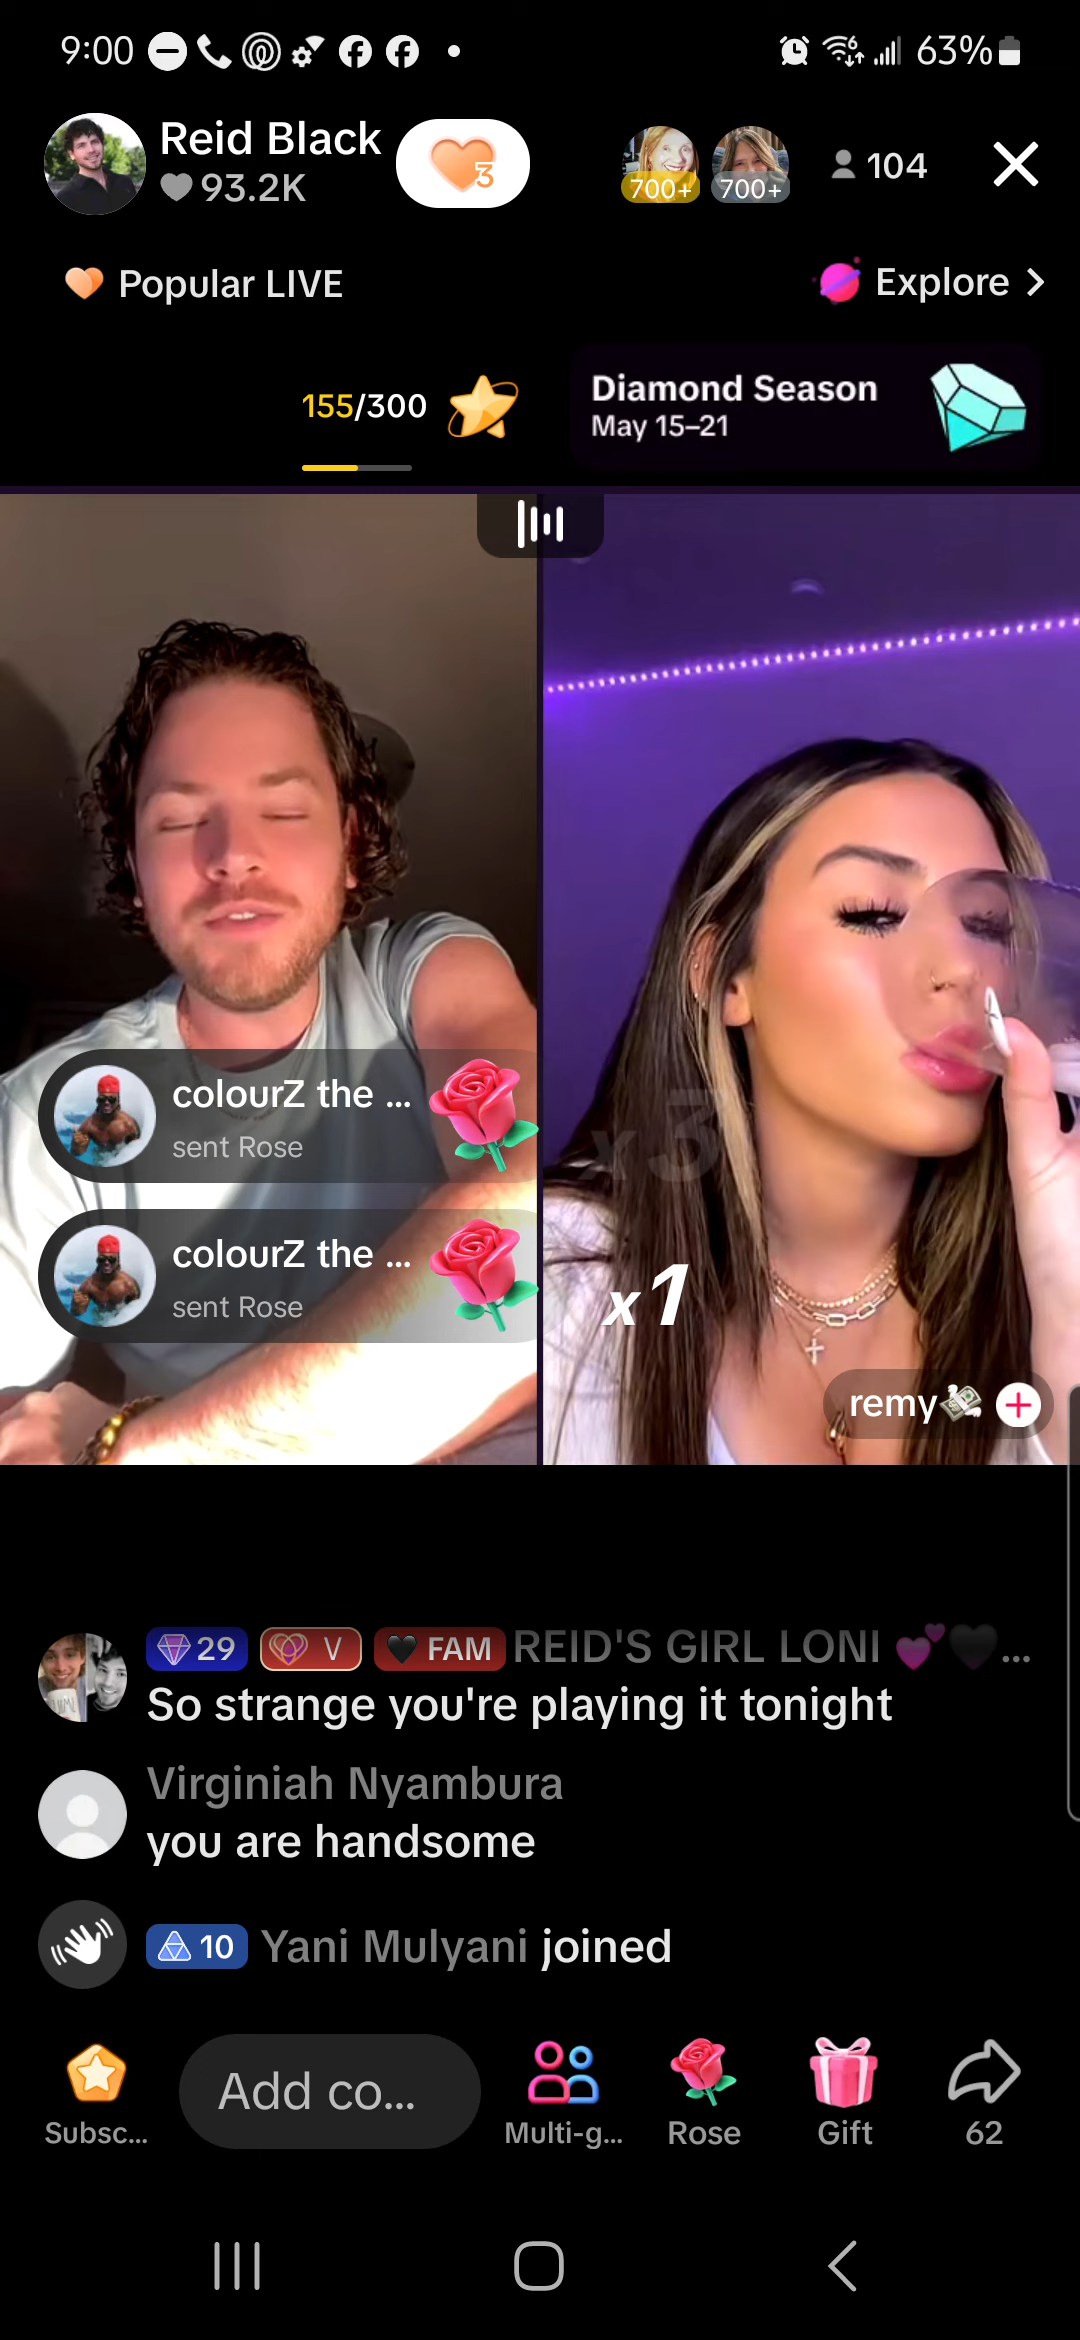 9:00
63%
Reid Black
93.2K
3
700+
700+
104
Popular LIVE
Explore
155/300
Diamond Season
May 15–21
colourZ the ...
sent Rose
colourZ the ...
sent Rose
x3
x1
remy
29 V FAM REID'S GIRL LONI ...
So strange you're playing it tonight
Virginiah Nyambura
you are handsome
10 Yani Mulyani joined
Add co...
Subsc...
Multi-g...
Rose
Gift
62